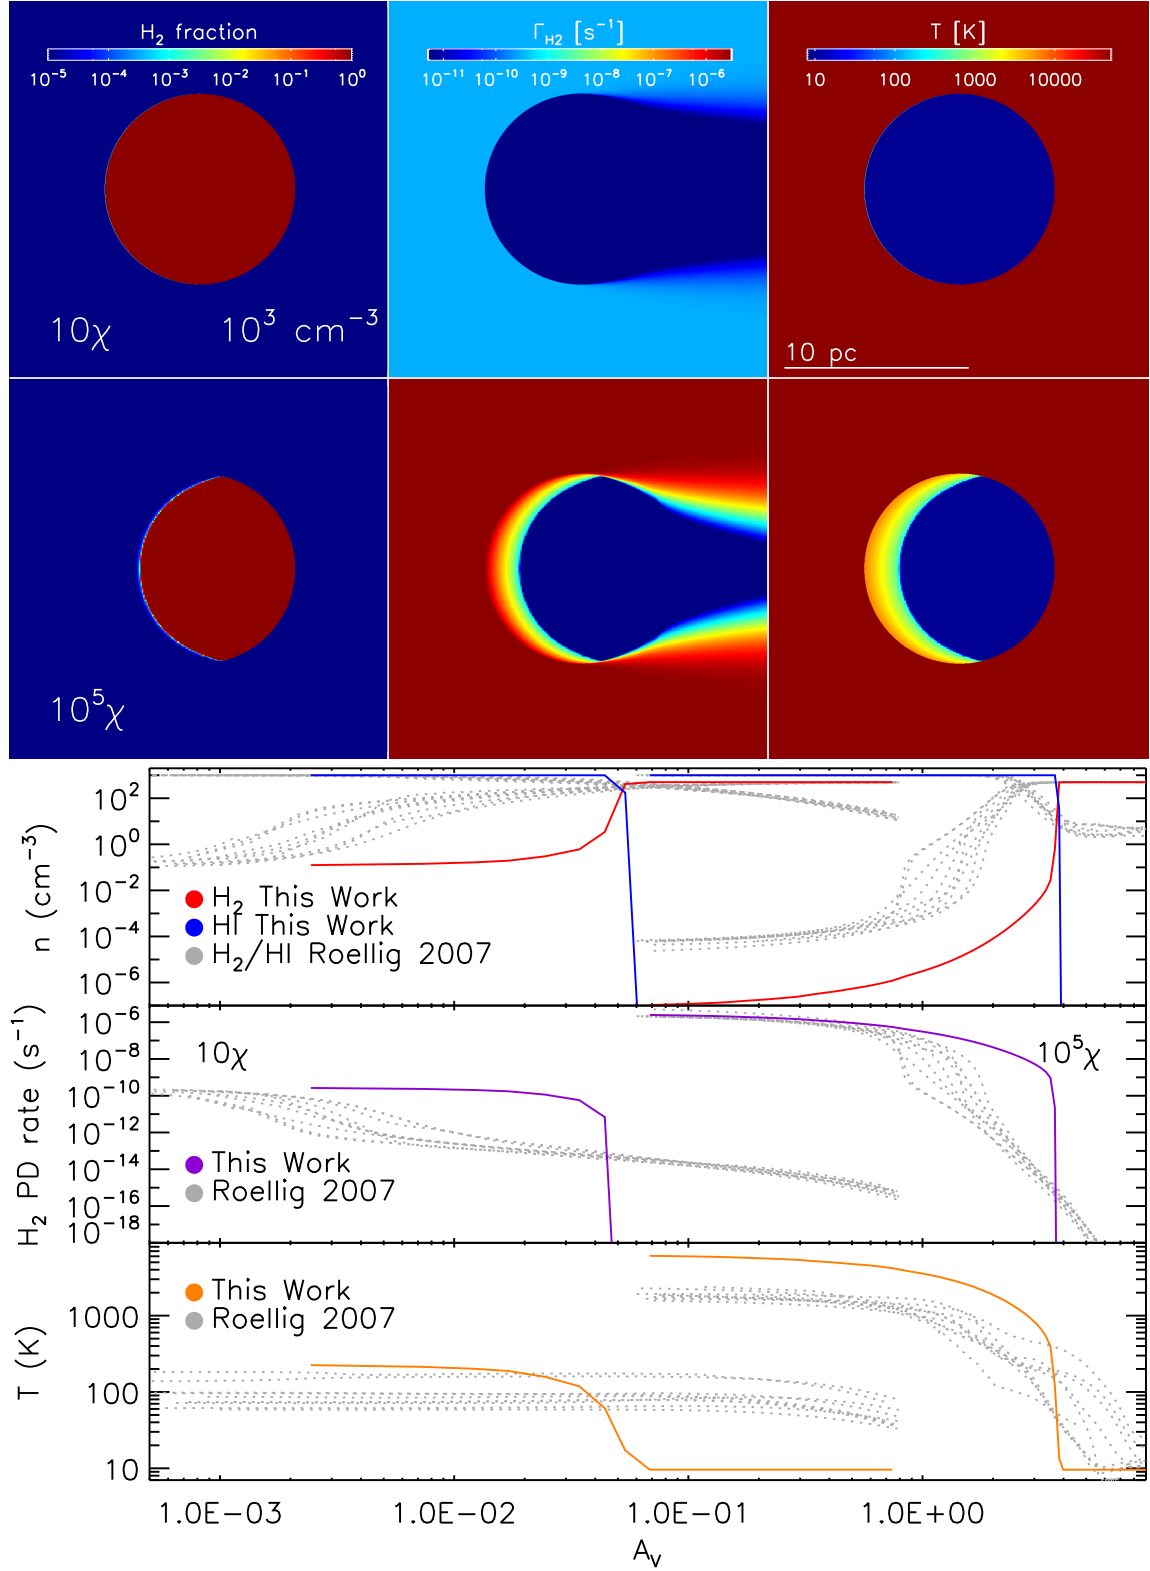 H₂ fraction
10⁻⁵ 10⁻⁴ 10⁻³ 10⁻² 10⁻¹ 10⁰
Γ_H2 [s⁻¹]
10⁻¹¹ 10⁻¹⁰ 10⁻⁹ 10⁻⁸ 10⁻⁷ 10⁻⁶
T [K]
10 100 1000 10000
10χ 10³ cm⁻³
10 pc
10⁵χ
n (cm⁻³)
10²
10⁰
10⁻²
10⁻⁴
10⁻⁶
H₂ This Work
HI This Work
H₂/HI Roellig 2007
H₂ PD rate (s⁻¹)
10⁻⁶
10⁻⁸
10⁻¹⁰
10⁻¹²
10⁻¹⁴
10⁻¹⁶
10⁻¹⁸
10χ 10⁵χ
This Work
Roellig 2007
T (K)
1000
100
10
This Work
Roellig 2007
1.0E-03 1.0E-02 1.0E-01 1.0E+00
A_V